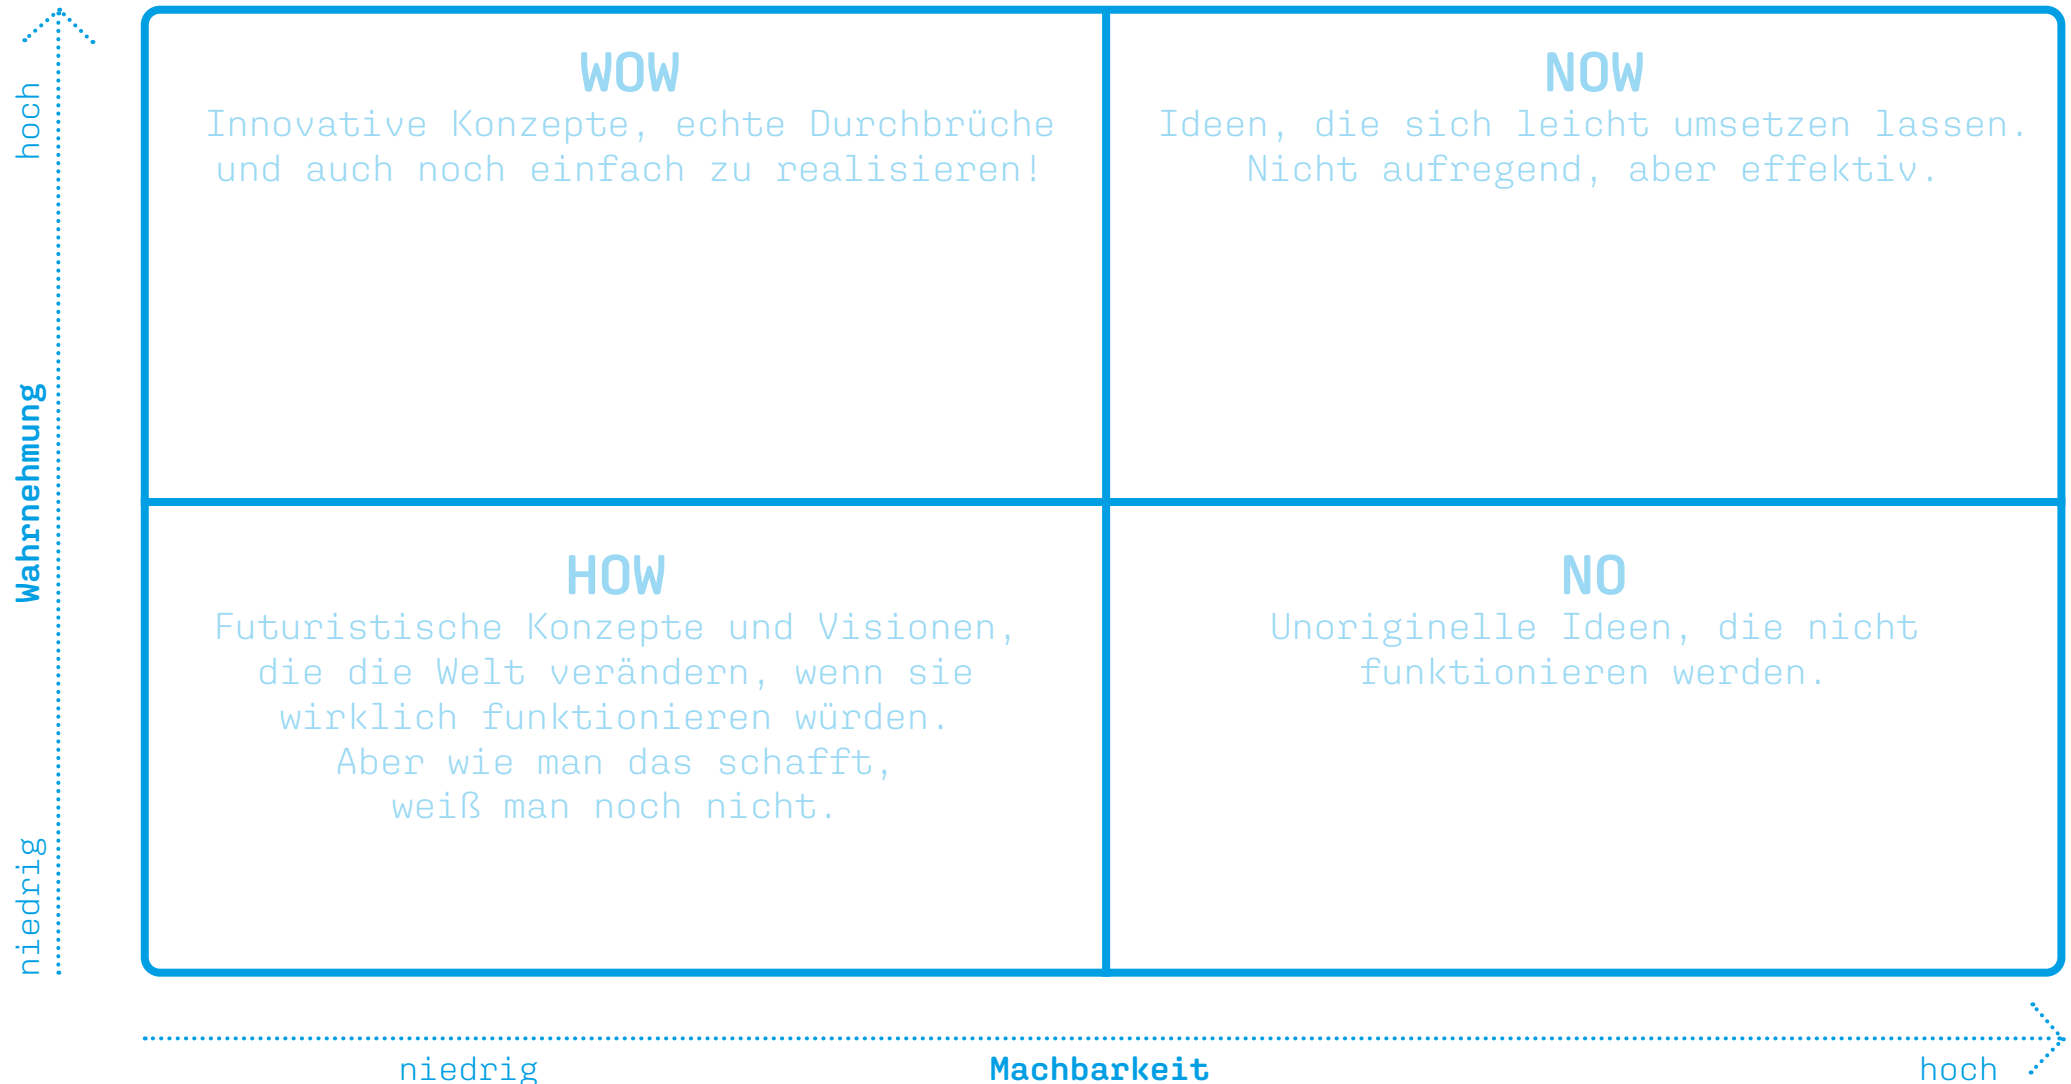 hoch
Wahrnehmung
niedrig
WOW
Innovative Konzepte, echte Durchbrüche
und auch noch einfach zu realisieren!
NOW
Ideen, die sich leicht umsetzen lassen.
Nicht aufregend, aber effektiv.
HOW
Futuristische Konzepte und Visionen,
die die Welt verändern, wenn sie
wirklich funktionieren würden.
Aber wie man das schafft,
weiß man noch nicht.
NO
Unoriginelle Ideen, die nicht
funktionieren werden.
niedrig
Machbarkeit
hoch